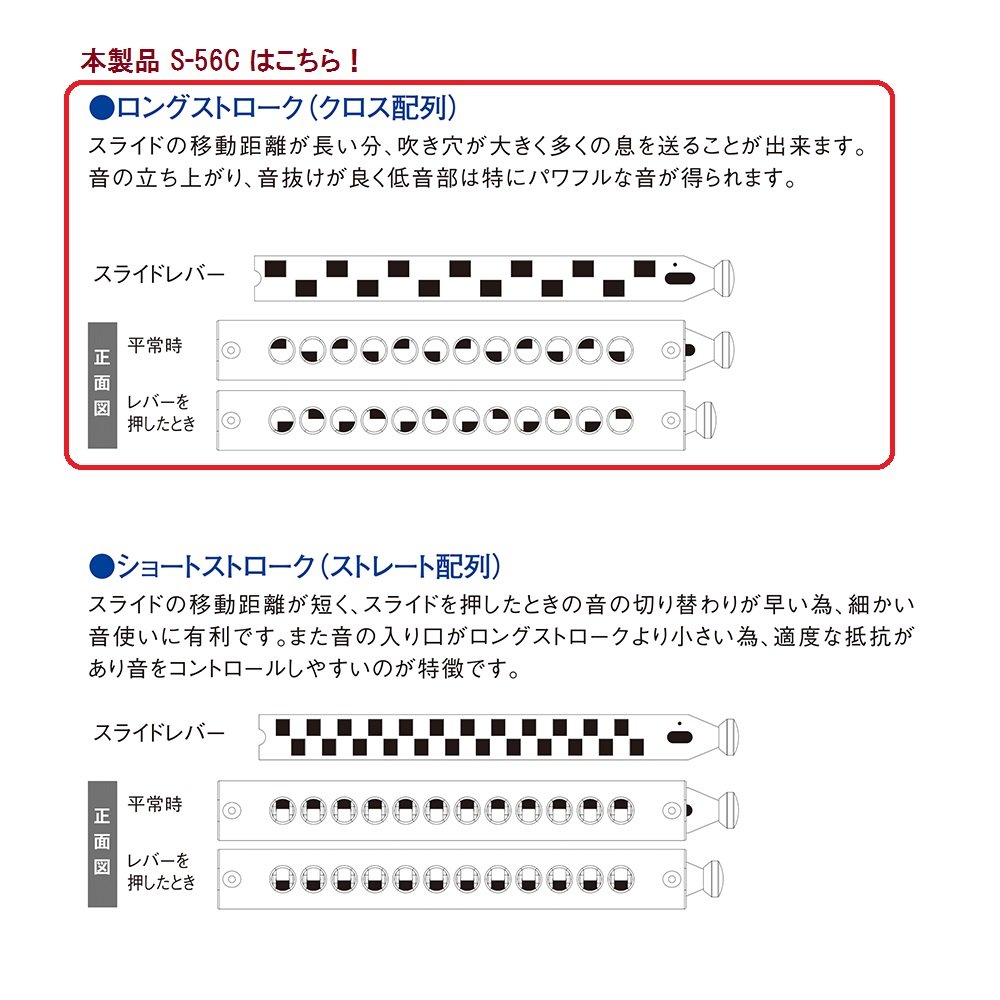 本製品 S-56C はこちら！
●ロングストローク（クロス配列）
スライドの移動距離が長い分、吹き穴が大きく多くの息を送ることが出来ます。
音の立ち上がり、音抜けが良く低音部は特にパワフルな音が得られます。
スライドレバー
正面図
平常時
レバーを
押したとき
●ショートストローク（ストレート配列）
スライドの移動距離が短く、スライドを押したときの音の切り替わりが早い為、細かい
音使いに有利です。また音の入り口がロングストロークより小さい為、適度な抵抗が
あり音をコントロールしやすいのが特徴です。
スライドレバー
正面図
平常時
レバーを
押したとき